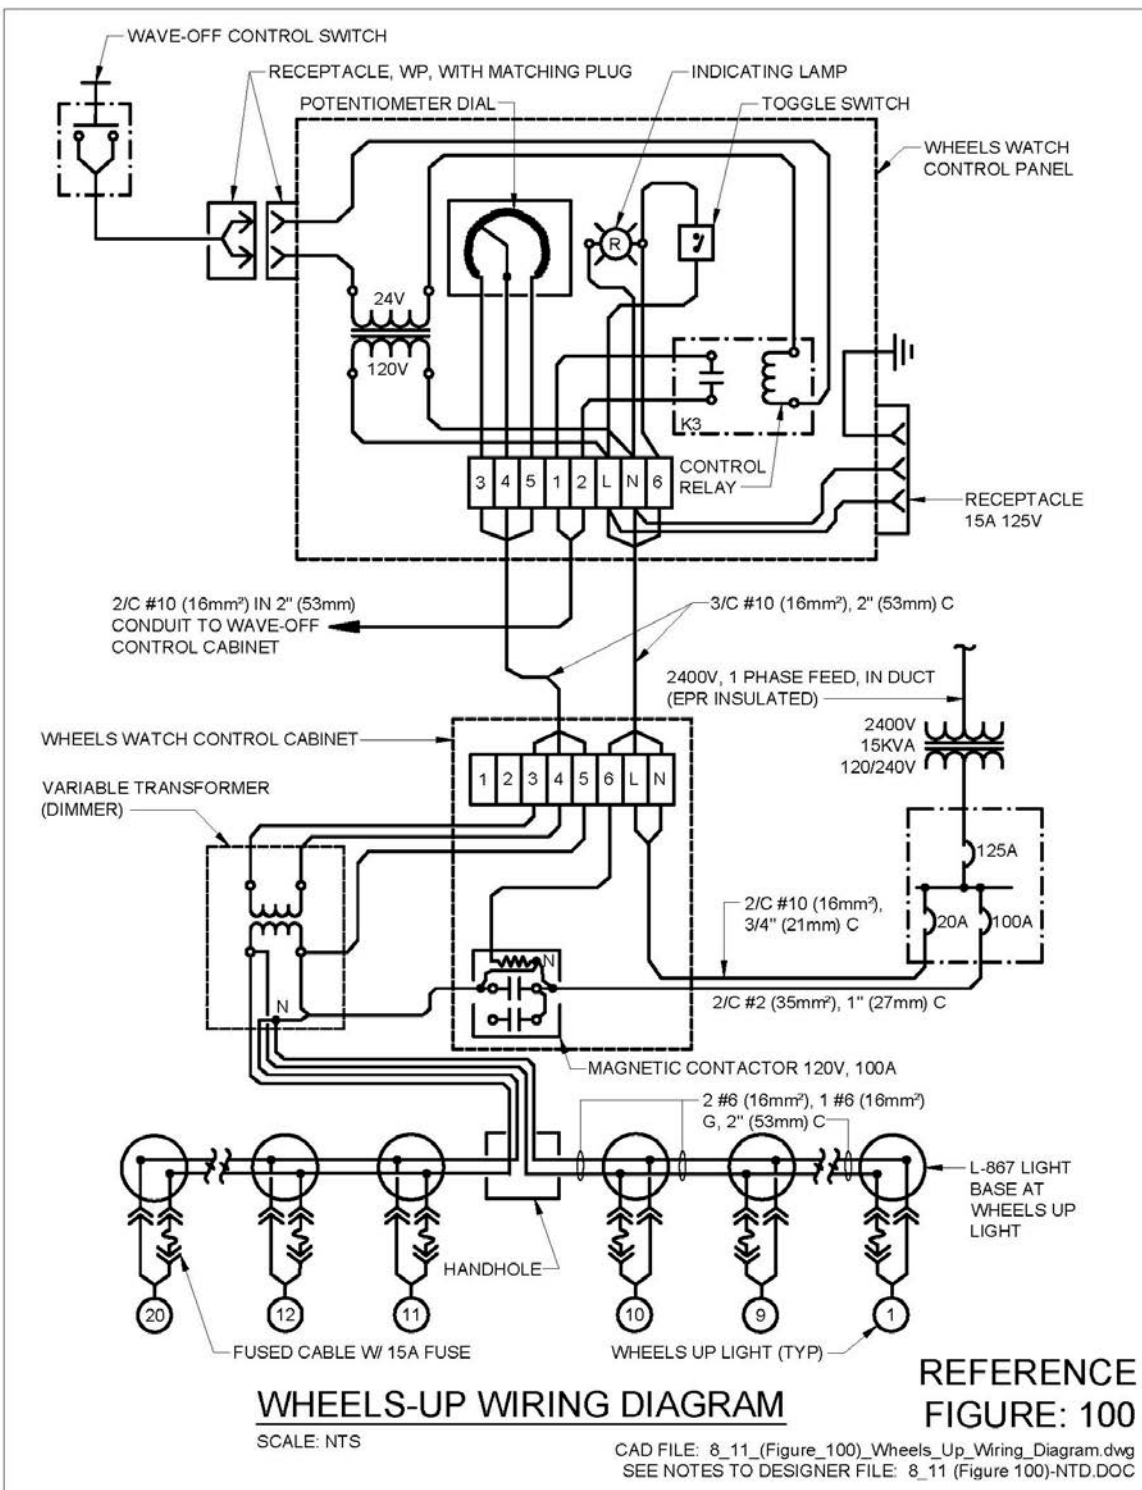 WAVE-OFF CONTROL SWITCH
RECEPTACLE, WP, WITH MATCHING PLUG
INDICATING LAMP
POTENTIOMETER DIAL
TOGGLE SWITCH
WHEELS WATCH
CONTROL PANEL
R
24V
120V
K3
CONTROL
RELAY
3 4 5 1 2 L N 6
RECEPTACLE
15A 125V
2/C #10 (16mm²) IN 2" (53mm)
CONDUIT TO WAVE-OFF
CONTROL CABINET
3/C #10 (16mm²), 2" (53mm) C
2400V, 1 PHASE FEED, IN DUCT
(EPR INSULATED)
2400V
15KVA
120/240V
WHEELS WATCH CONTROL CABINET
1 2 3 4 5 6 L N
VARIABLE TRANSFORMER
(DIMMER)
125A
20A
100A
2/C #10 (16mm²),
3/4" (21mm) C
N
N
2/C #2 (35mm²), 1" (27mm) C
MAGNETIC CONTACTOR 120V, 100A
2 #6 (16mm²), 1 #6 (16mm²)
G, 2" (53mm) C
L-867 LIGHT
BASE AT
WHEELS UP
LIGHT
HANDHOLE
20 12 11 10 9 1
FUSED CABLE W/ 15A FUSE
WHEELS UP LIGHT (TYP)
WHEELS-UP WIRING DIAGRAM
SCALE: NTS
REFERENCE
FIGURE: 100
CAD FILE: 8_11_(Figure_100)_Wheels_Up_Wiring_Diagram.dwg
SEE NOTES TO DESIGNER FILE: 8_11 (Figure 100)-NTD.DOC